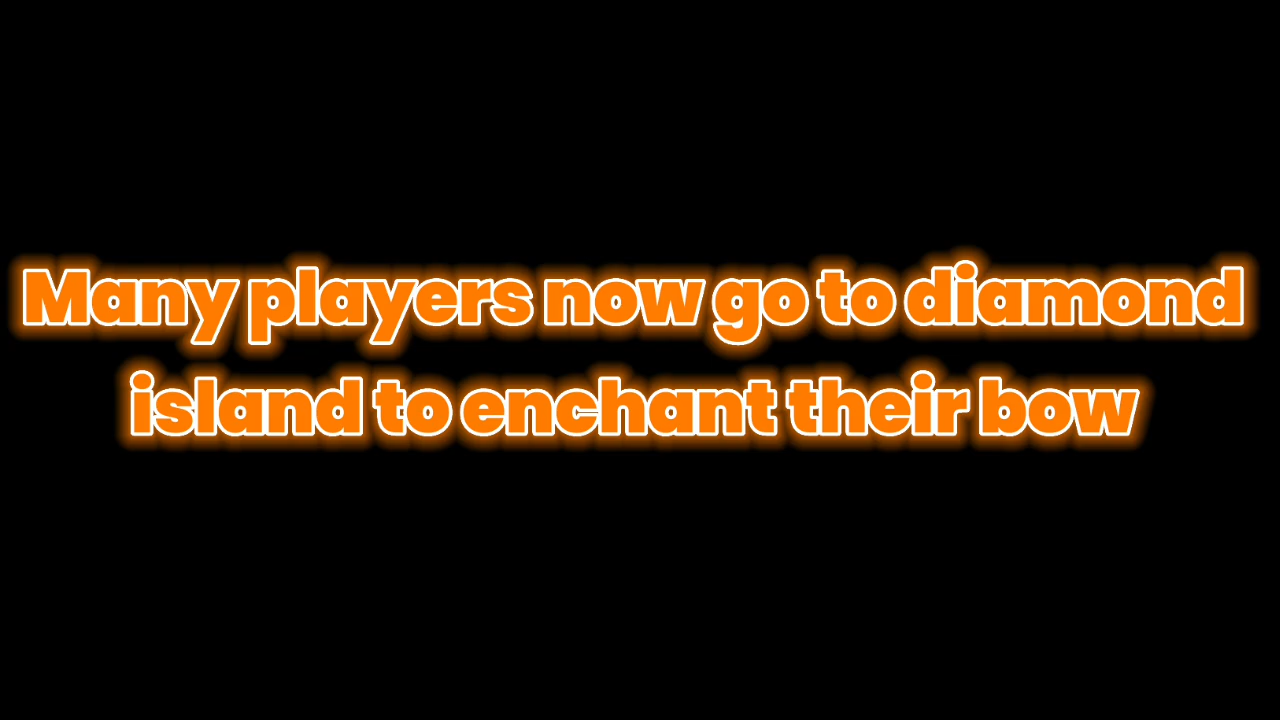 Many players now go to diamond
island to enchant their bow